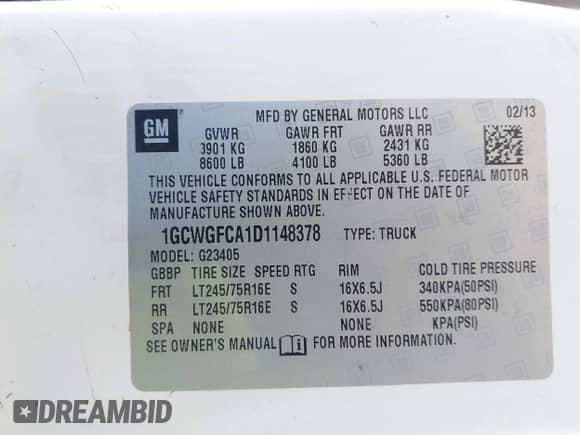 GM
MFD BY GENERAL MOTORS LLC 02/13
GVWR GAWR FRT GAWR RR
3901 KG 1860 KG 2431 KG
8600 LB 4100 LB 5360 LB
THIS VEHICLE CONFORMS TO ALL APPLICABLE U.S. FEDERAL MOTOR
VEHICLE SAFETY STANDARDS IN EFFECT ON THE DATE OF
MANUFACTURE SHOWN ABOVE.
1GCWGFCA1D1148378 TYPE: TRUCK
MODEL: G23405
GBBP TIRE SIZE SPEED RTG RIM COLD TIRE PRESSURE
FRT LT245/75R16E S 16X6.5J 340KPA(50PSI)
RR LT245/75R16E S 16X6.5J 550KPA(80PSI)
SPA NONE NONE KPA(PSI)
SEE OWNER'S MANUAL i FOR MORE INFORMATION.
DREAMBID